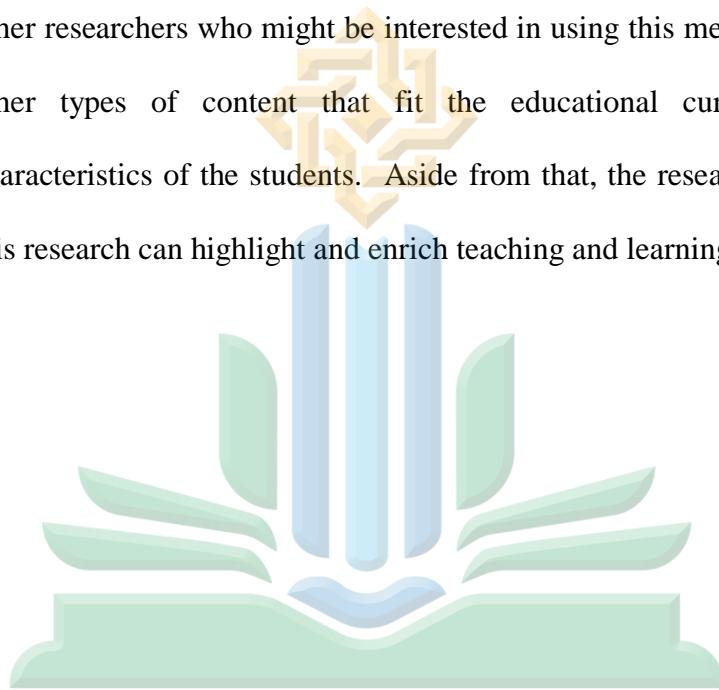 her researchers who might be interested in using this me
her types of content that fit the educational cur
aracteristics of the students. Aside from that, the resea
is research can highlight and enrich teaching and learning